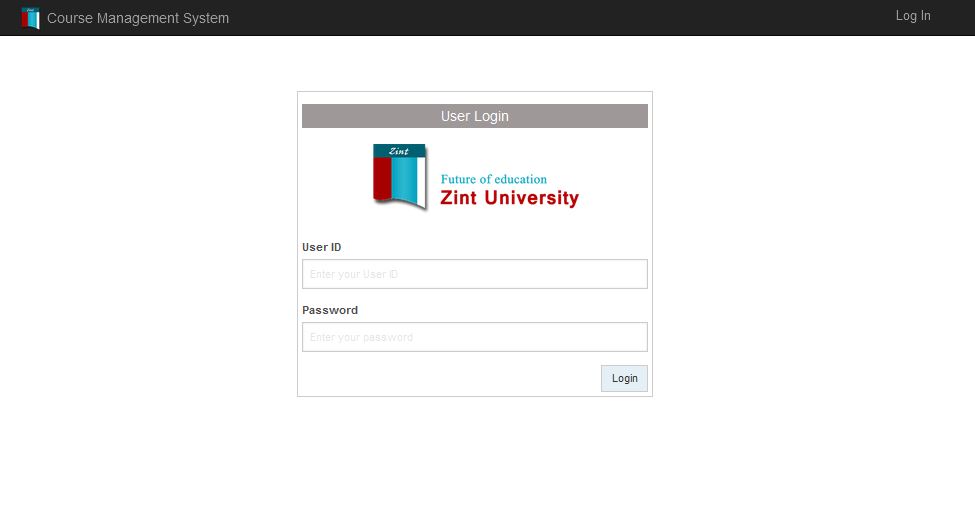 Course Management System
Log In
User Login
Zint
Future of education
Zint University
User ID
Enter your User ID
Password
Enter your password
Login